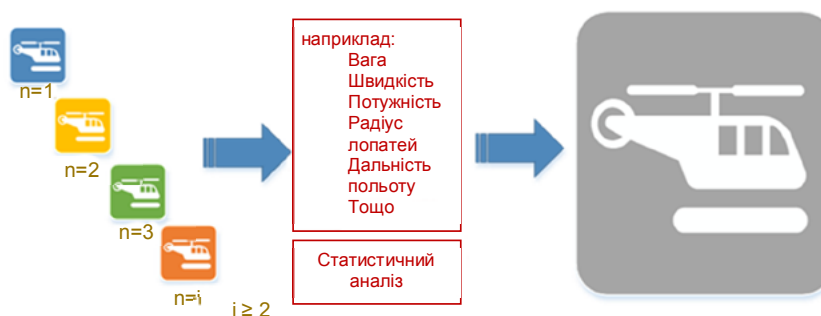 n=1
n=2
n=3
n=i
i ≥ 2
наприклад:
Вага
Швидкість
Потужність
Радіус
лопатей
Дальність
польоту
Тощо
Статистичний
аналіз